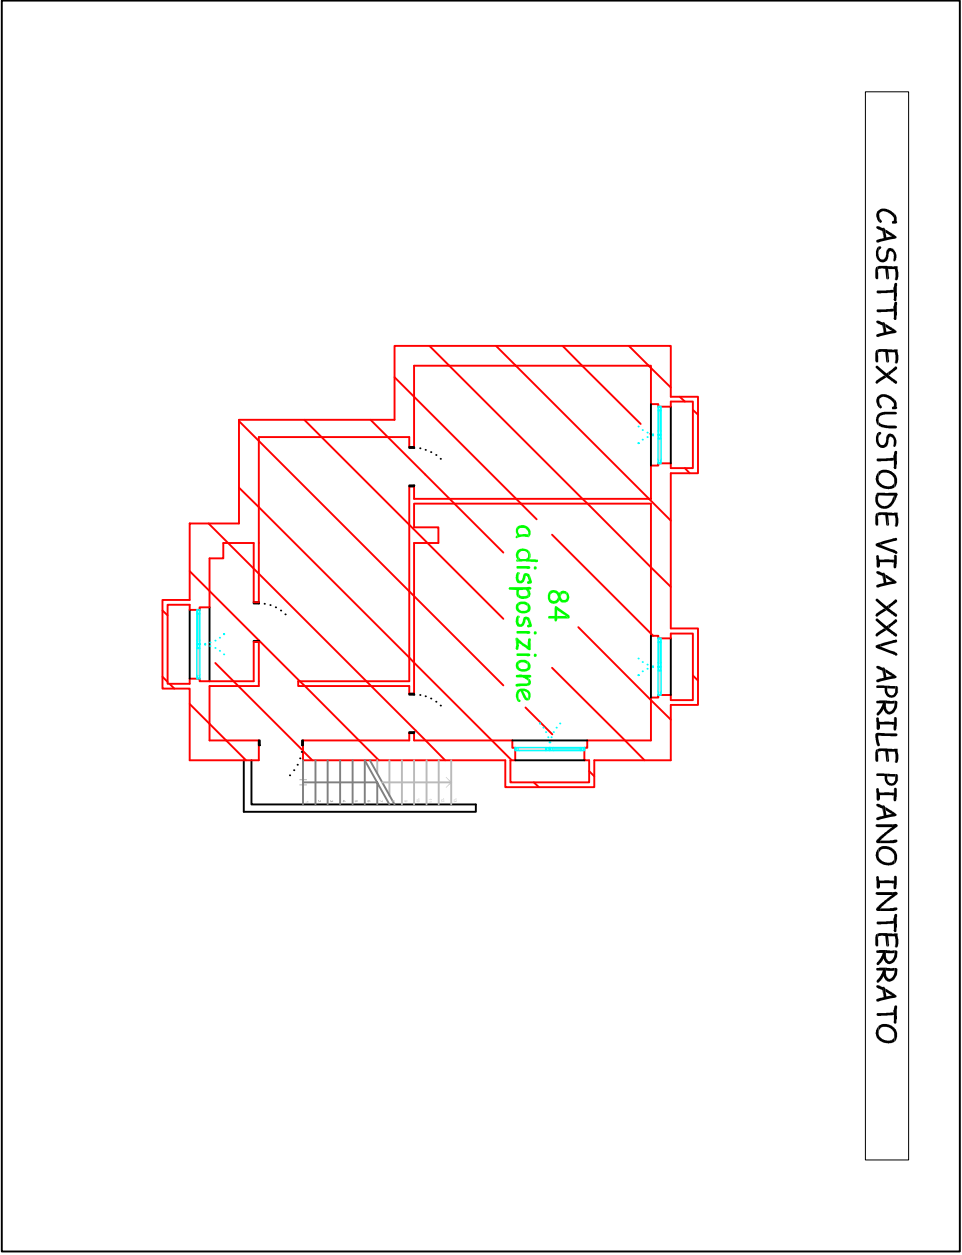 CASETTA EX CUSTODE VIA XXV APRILE PIANO INTERRATO
84
a disposizione